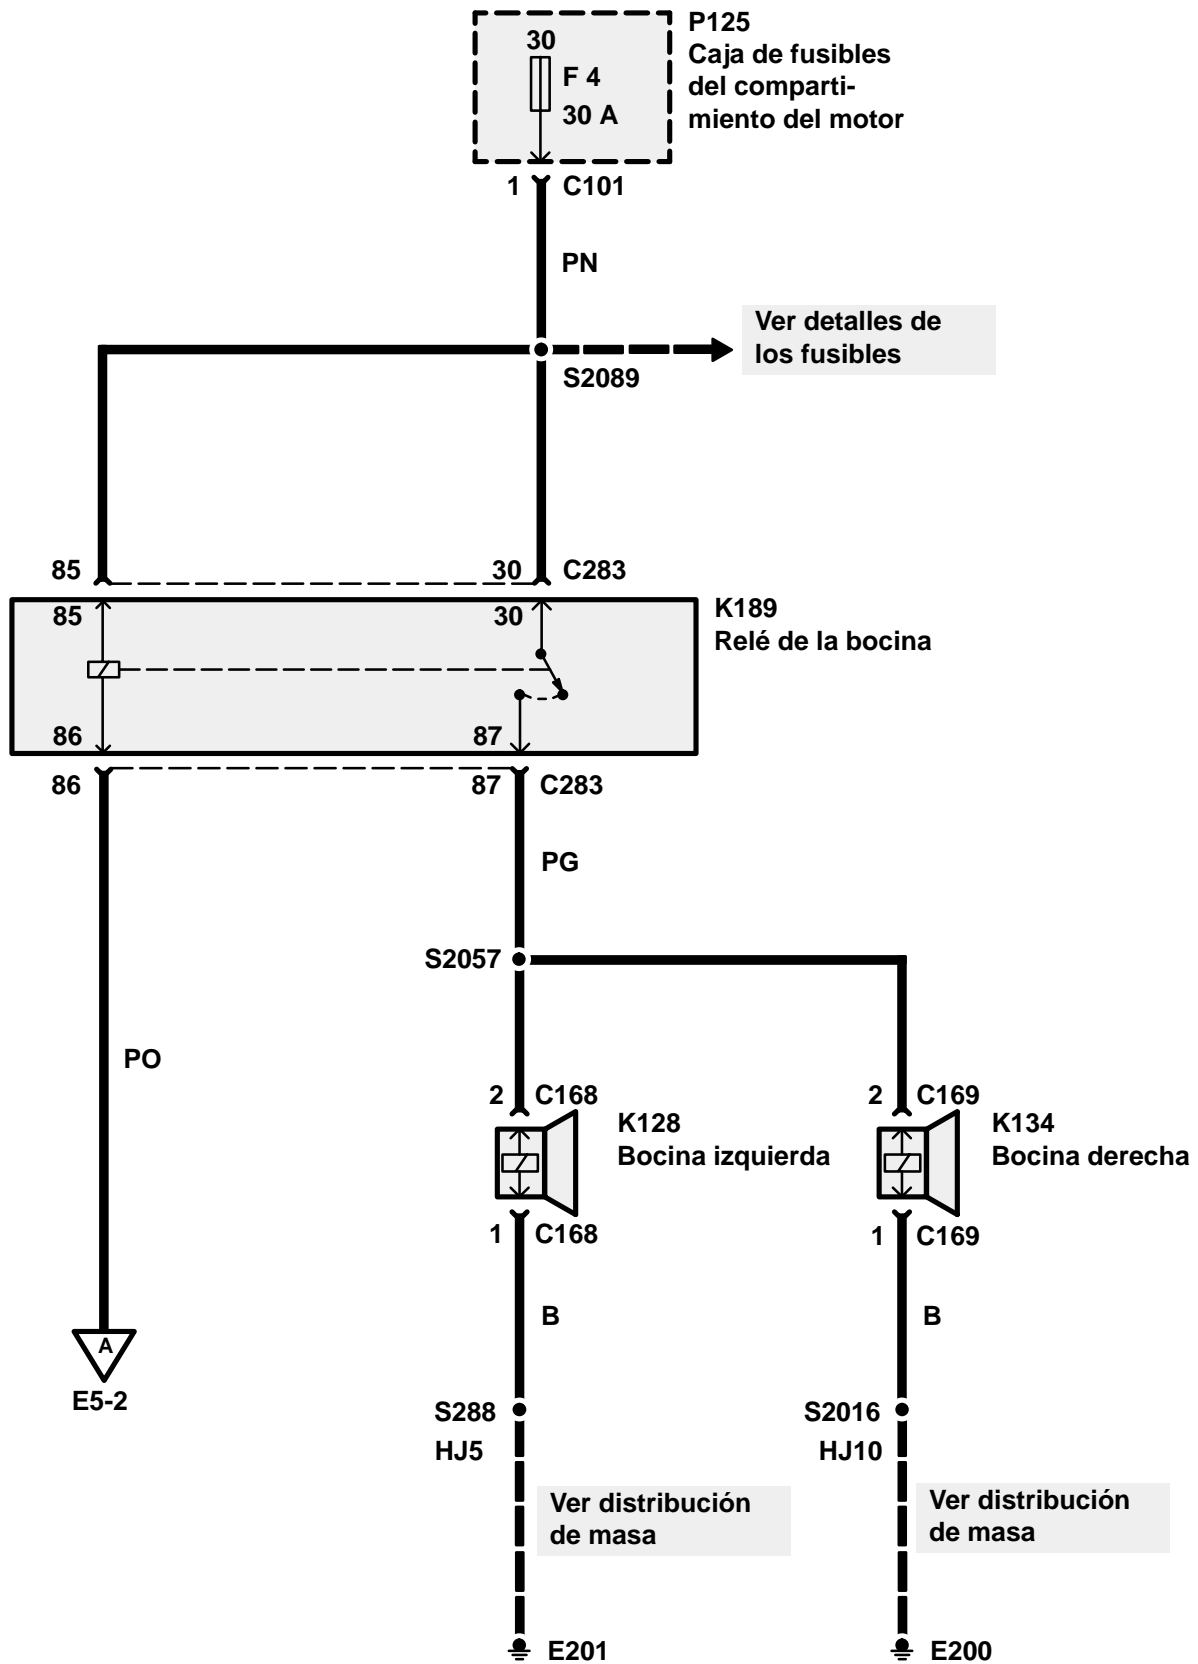 P125
Caja de fusibles
del comparti-
miento del motor
30
F 4
30 A
1 C101
PN
Ver detalles de
los fusibles
S2089
85 30 C283
85 30
K189
Relé de la bocina
86 87
86 87 C283
PG
S2057
PO
2 C168
K128
Bocina izquierda
2 C169
K134
Bocina derecha
1 C168
1 C169
B
B
A
E5-2
S288
HJ5
S2016
HJ10
Ver distribución
de masa
Ver distribución
de masa
E201
E200